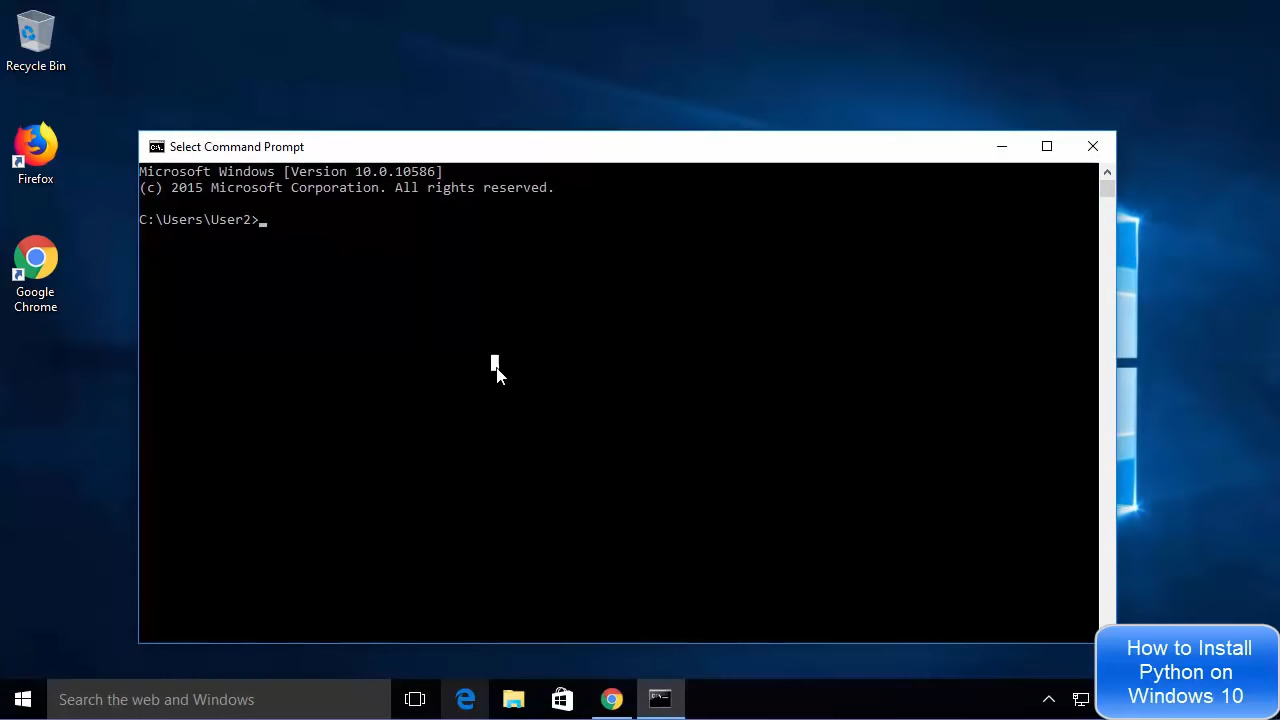 Recycle Bin
Firefox
Google
Chrome
Select Command Prompt
Microsoft Windows [Version 10.0.10586]
(c) 2015 Microsoft Corporation. All rights reserved.
C:\Users\User2>_
Search the web and Windows
How to Install
Python on
Windows 10